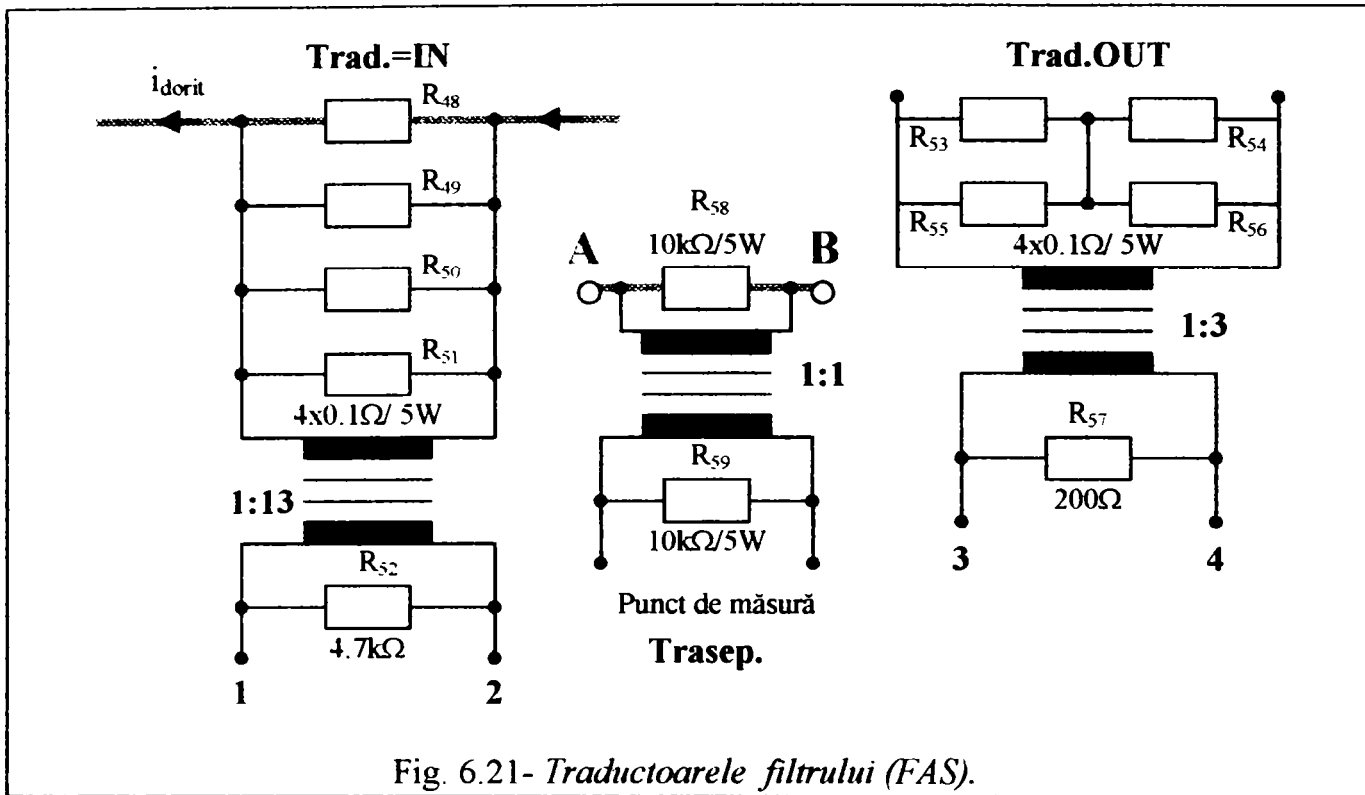 Trad.=IN
i_dorit
R48
R49
R50
R51
4x0.1Ω/ 5W
1:13
R52
4.7kΩ
1
2
R58
10kΩ/5W
A
B
1:1
R59
10kΩ/5W
Punct de măsură
Trasep.
Trad.OUT
R53
R54
R55
R56
4x0.1Ω/ 5W
1:3
R57
200Ω
3
4
Fig. 6.21- Traductoarele filtrului (FAS).